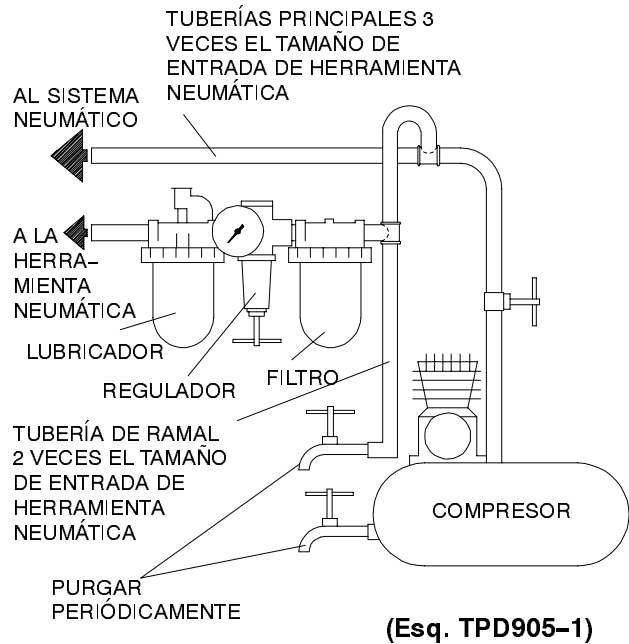 TUBERÍAS PRINCIPALES 3
VECES EL TAMAÑO DE
ENTRADA DE HERRAMIENTA
NEUMÁTICA
AL SISTEMA
NEUMÁTICO
A LA
HERRA–
MIENTA
NEUMÁTICA
LUBRICADOR
REGULADOR
FILTRO
TUBERÍA DE RAMAL
2 VECES EL TAMAÑO
DE ENTRADA DE
HERRAMIENTA
NEUMÁTICA
COMPRESOR
PURGAR
PERIÓDICAMENTE
(Esq. TPD905–1)